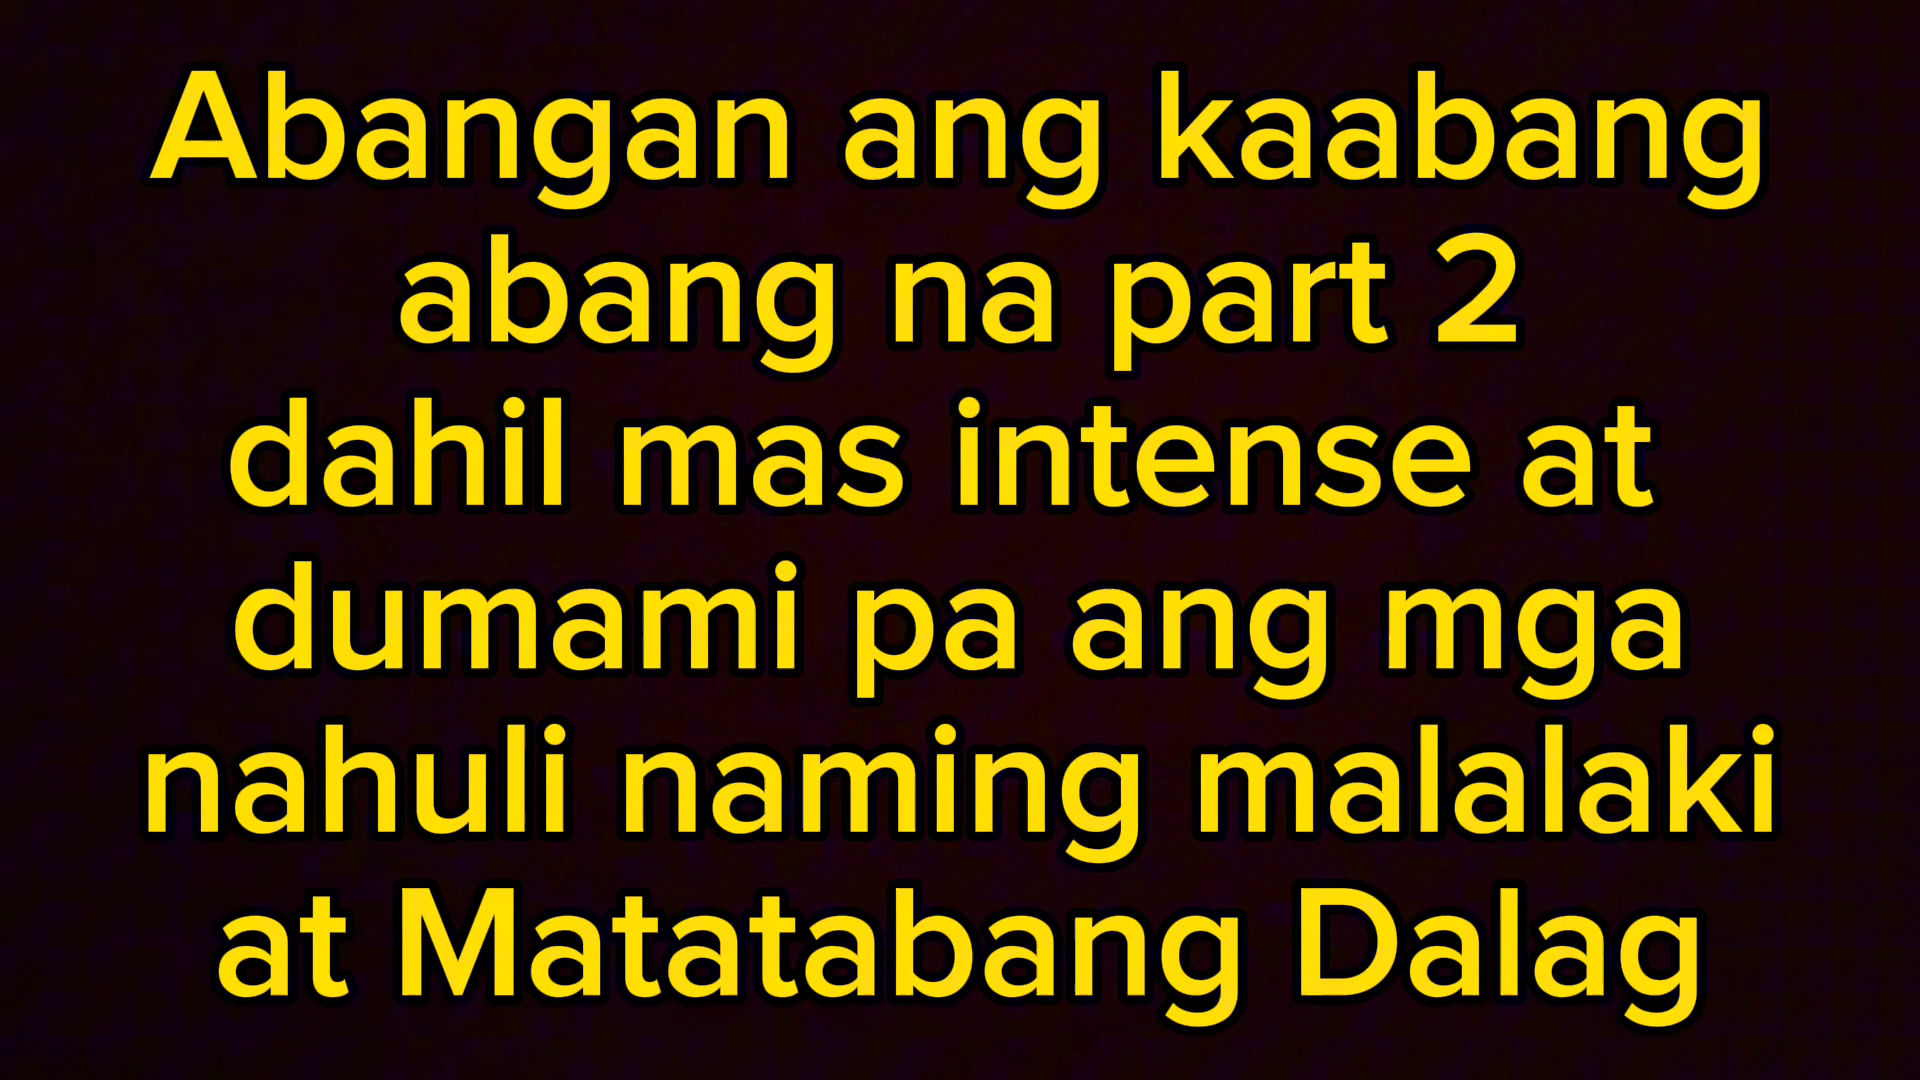 Abangan ang kaabang
abang na part 2
dahil mas intense at
dumami pa ang mga
nahuli naming malalaki
at Matatabang Dalag